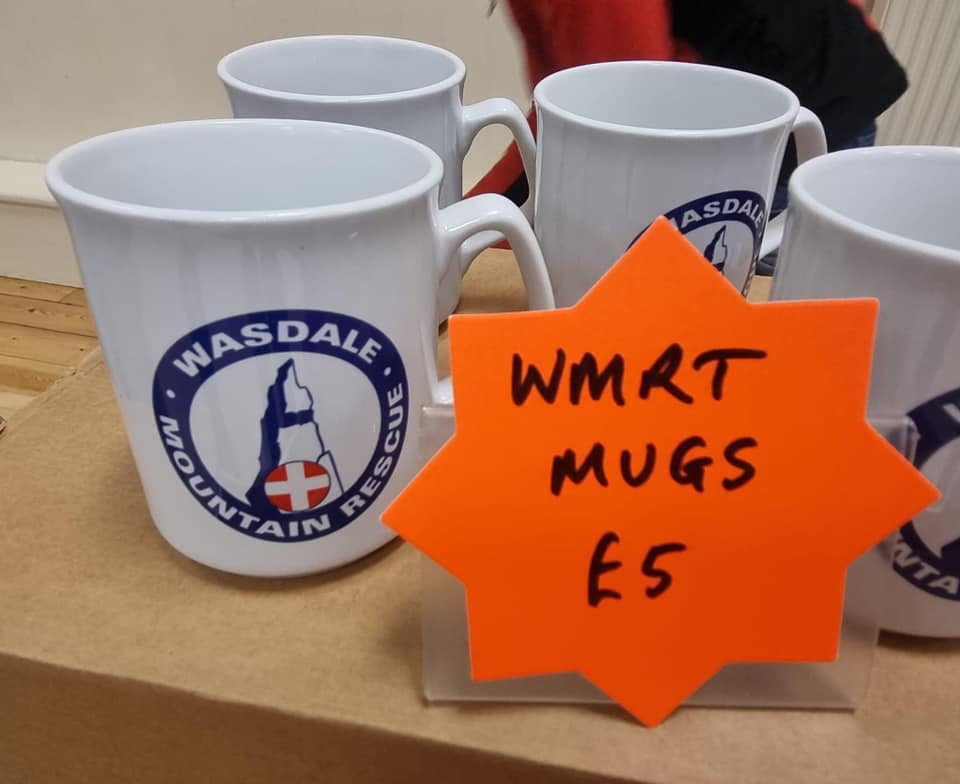 WASDALE
MOUNTAIN RESCUE
WASDALE
WMRT
MUGS
£5